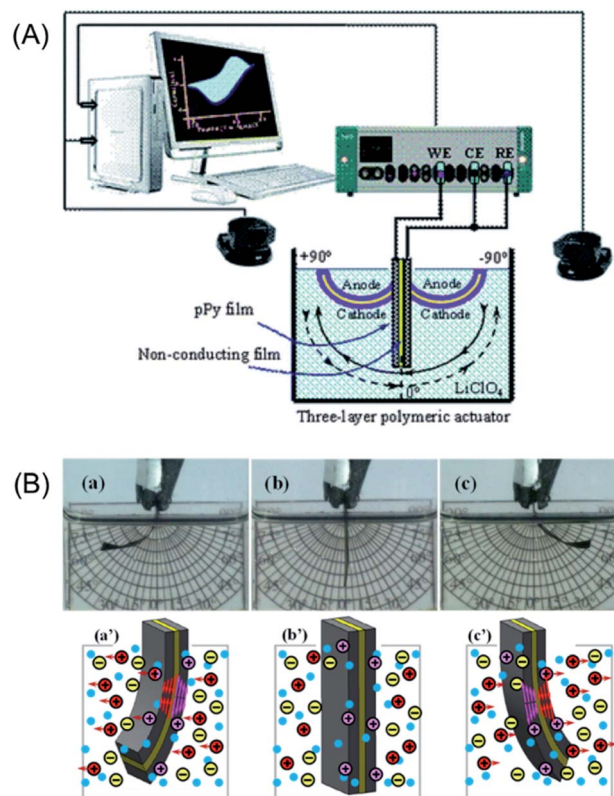 (A)
WE CE RE
+90°
-90°
Anode
Anode
Cathode
Cathode
pPy film
Non-conducting film
0°
LiClO₄
Three-layer polymeric actuator
(B)
(a)
(b)
(c)
(a')
(b')
(c')